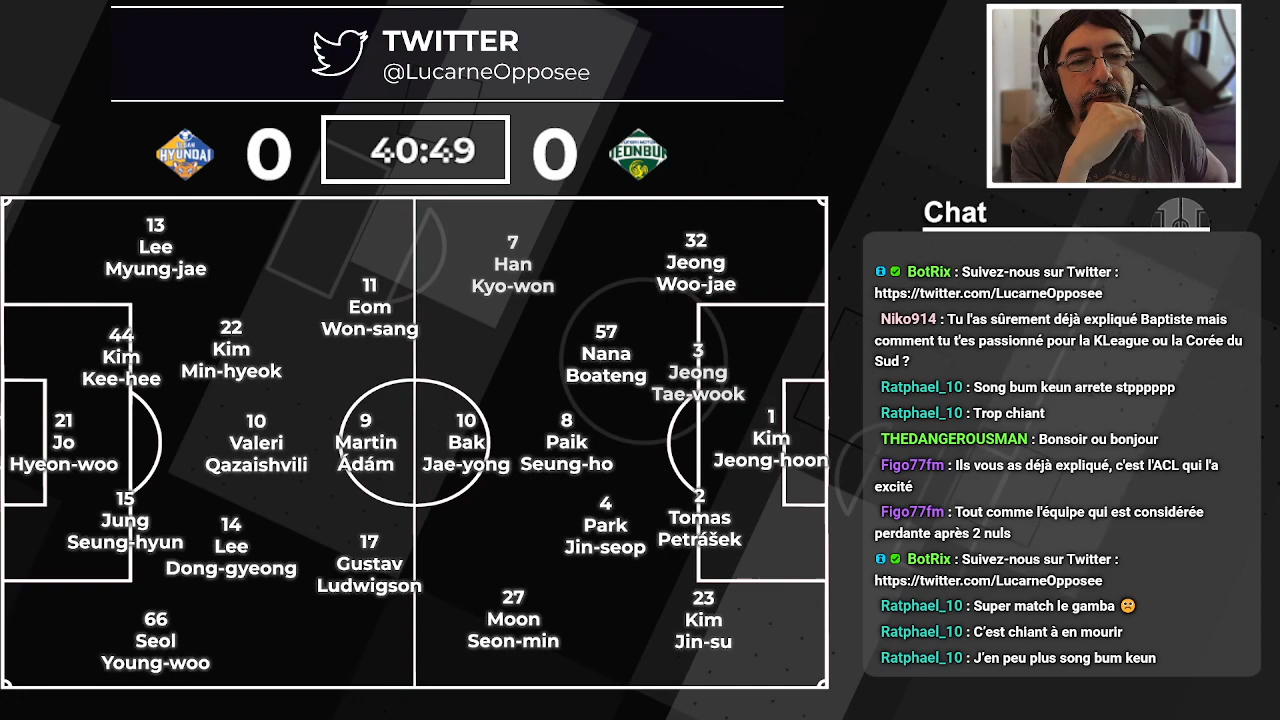 TWITTER
@LucarneOpposee
HYUNDAI
0
40:49
0
13
Lee
Myung-jae
7
Han
Kyo-won
32
Jeong
Woo-jae
11
Eom
Won-sang
44
Kim
Kee-hee
22
Kim
Min-hyeok
57
Nana
Boateng
3
Jeong
Tae-wook
21
Jo
Hyeon-woo
10
Valeri
Qazaishvili
9
Martin
Ádám
10
Bak
Jae-yong
8
Paik
Seung-ho
1
Kim
Jeong-hoon
15
Jung
Seung-hyun
14
Lee
Dong-gyeong
17
Gustav
Ludwigson
4
Park
Jin-seop
2
Tomas
Petrášek
66
Seol
Young-woo
27
Moon
Seon-min
23
Kim
Jin-su
Chat
BotRix : Suivez-nous sur Twitter :
https://twitter.com/LucarneOpposee
Niko914 : Tu l'as sûrement déjà expliqué Baptiste mais
comment tu t'es passionné pour la KLeague ou la Corée du
Sud ?
Ratphael_10 : Song bum keun arrete stpppppp
Ratphael_10 : Trop chiant
THEDANGEROUSMAN : Bonsoir ou bonjour
Figo77fm : Ils vous as déjà expliqué, c'est l'ACL qui l'a
excité
Figo77fm : Tout comme l'équipe qui est considérée
perdante après 2 nuls
BotRix : Suivez-nous sur Twitter :
https://twitter.com/LucarneOpposee
Ratphael_10 : Super match le gamba
Ratphael_10 : C'est chiant à en mourir
Ratphael_10 : J'en peu plus song bum keun